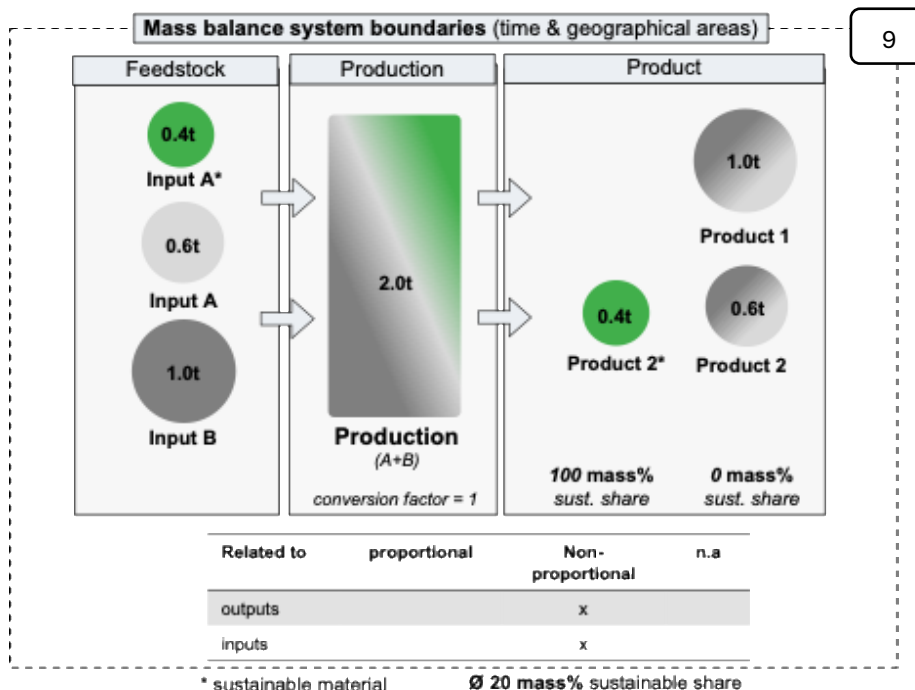 Mass balance system boundaries (time & geographical areas)
9
Feedstock
Production
Product
0.4t
Input A*
0.6t
Input A
1.0t
Input B
2.0t
Production
(A+B)
conversion factor = 1
1.0t
Product 1
0.4t
Product 2*
0.6t
Product 2
100 mass%
sust. share
0 mass%
sust. share
Related to proportional Non-proportional n.a
outputs x
inputs x
* sustainable material Ø 20 mass% sustainable share